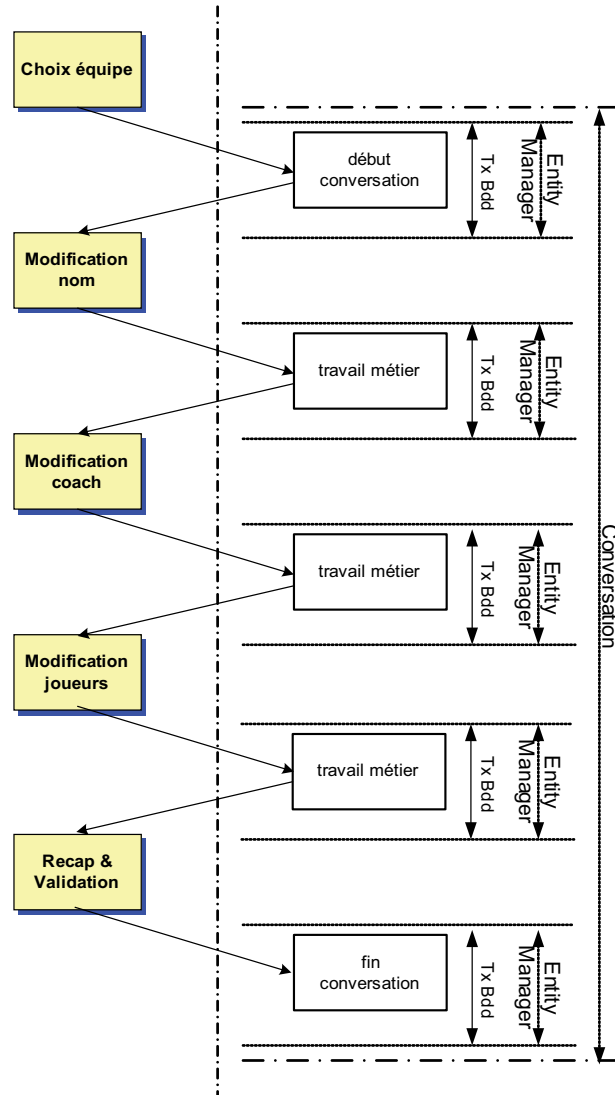 Choix équipe
début
conversation
Tx Bdd
Entity
Manager
Modification
nom
travail métier
Tx Bdd
Entity
Manager
Modification
coach
travail métier
Tx Bdd
Entity
Manager
Conversation
Modification
joueurs
travail métier
Tx Bdd
Entity
Manager
Recap &
Validation
fin
conversation
Tx Bdd
Entity
Manager